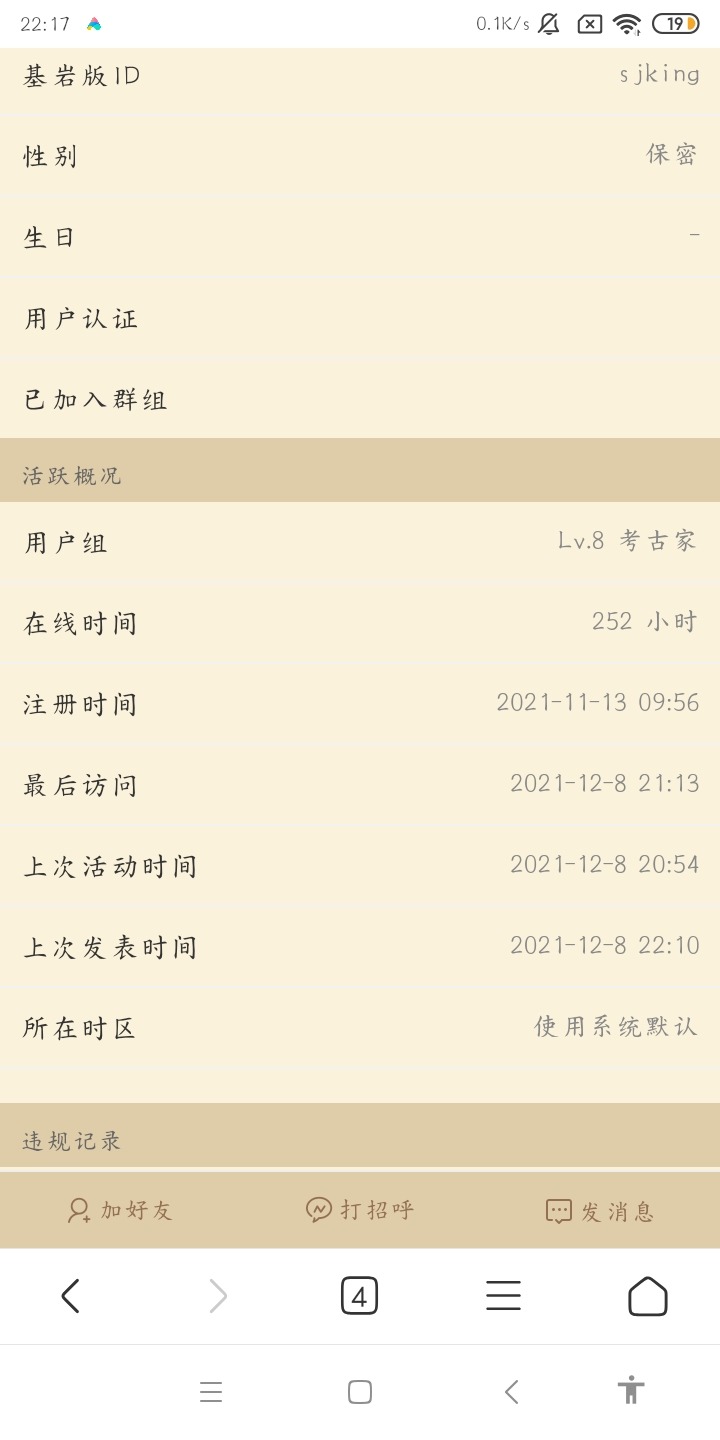 22:17 0.1K/s 19
基岩版ID sjking
性别 保密
生日 -
用户认证
已加入群组
活跃概况
用户组 Lv.8 考古家
在线时间 252 小时
注册时间 2021-11-13 09:56
最后访问 2021-12-8 21:13
上次活动时间 2021-12-8 20:54
上次发表时间 2021-12-8 22:10
所在时区 使用系统默认
违规记录
加好友 打招呼 发消息
4